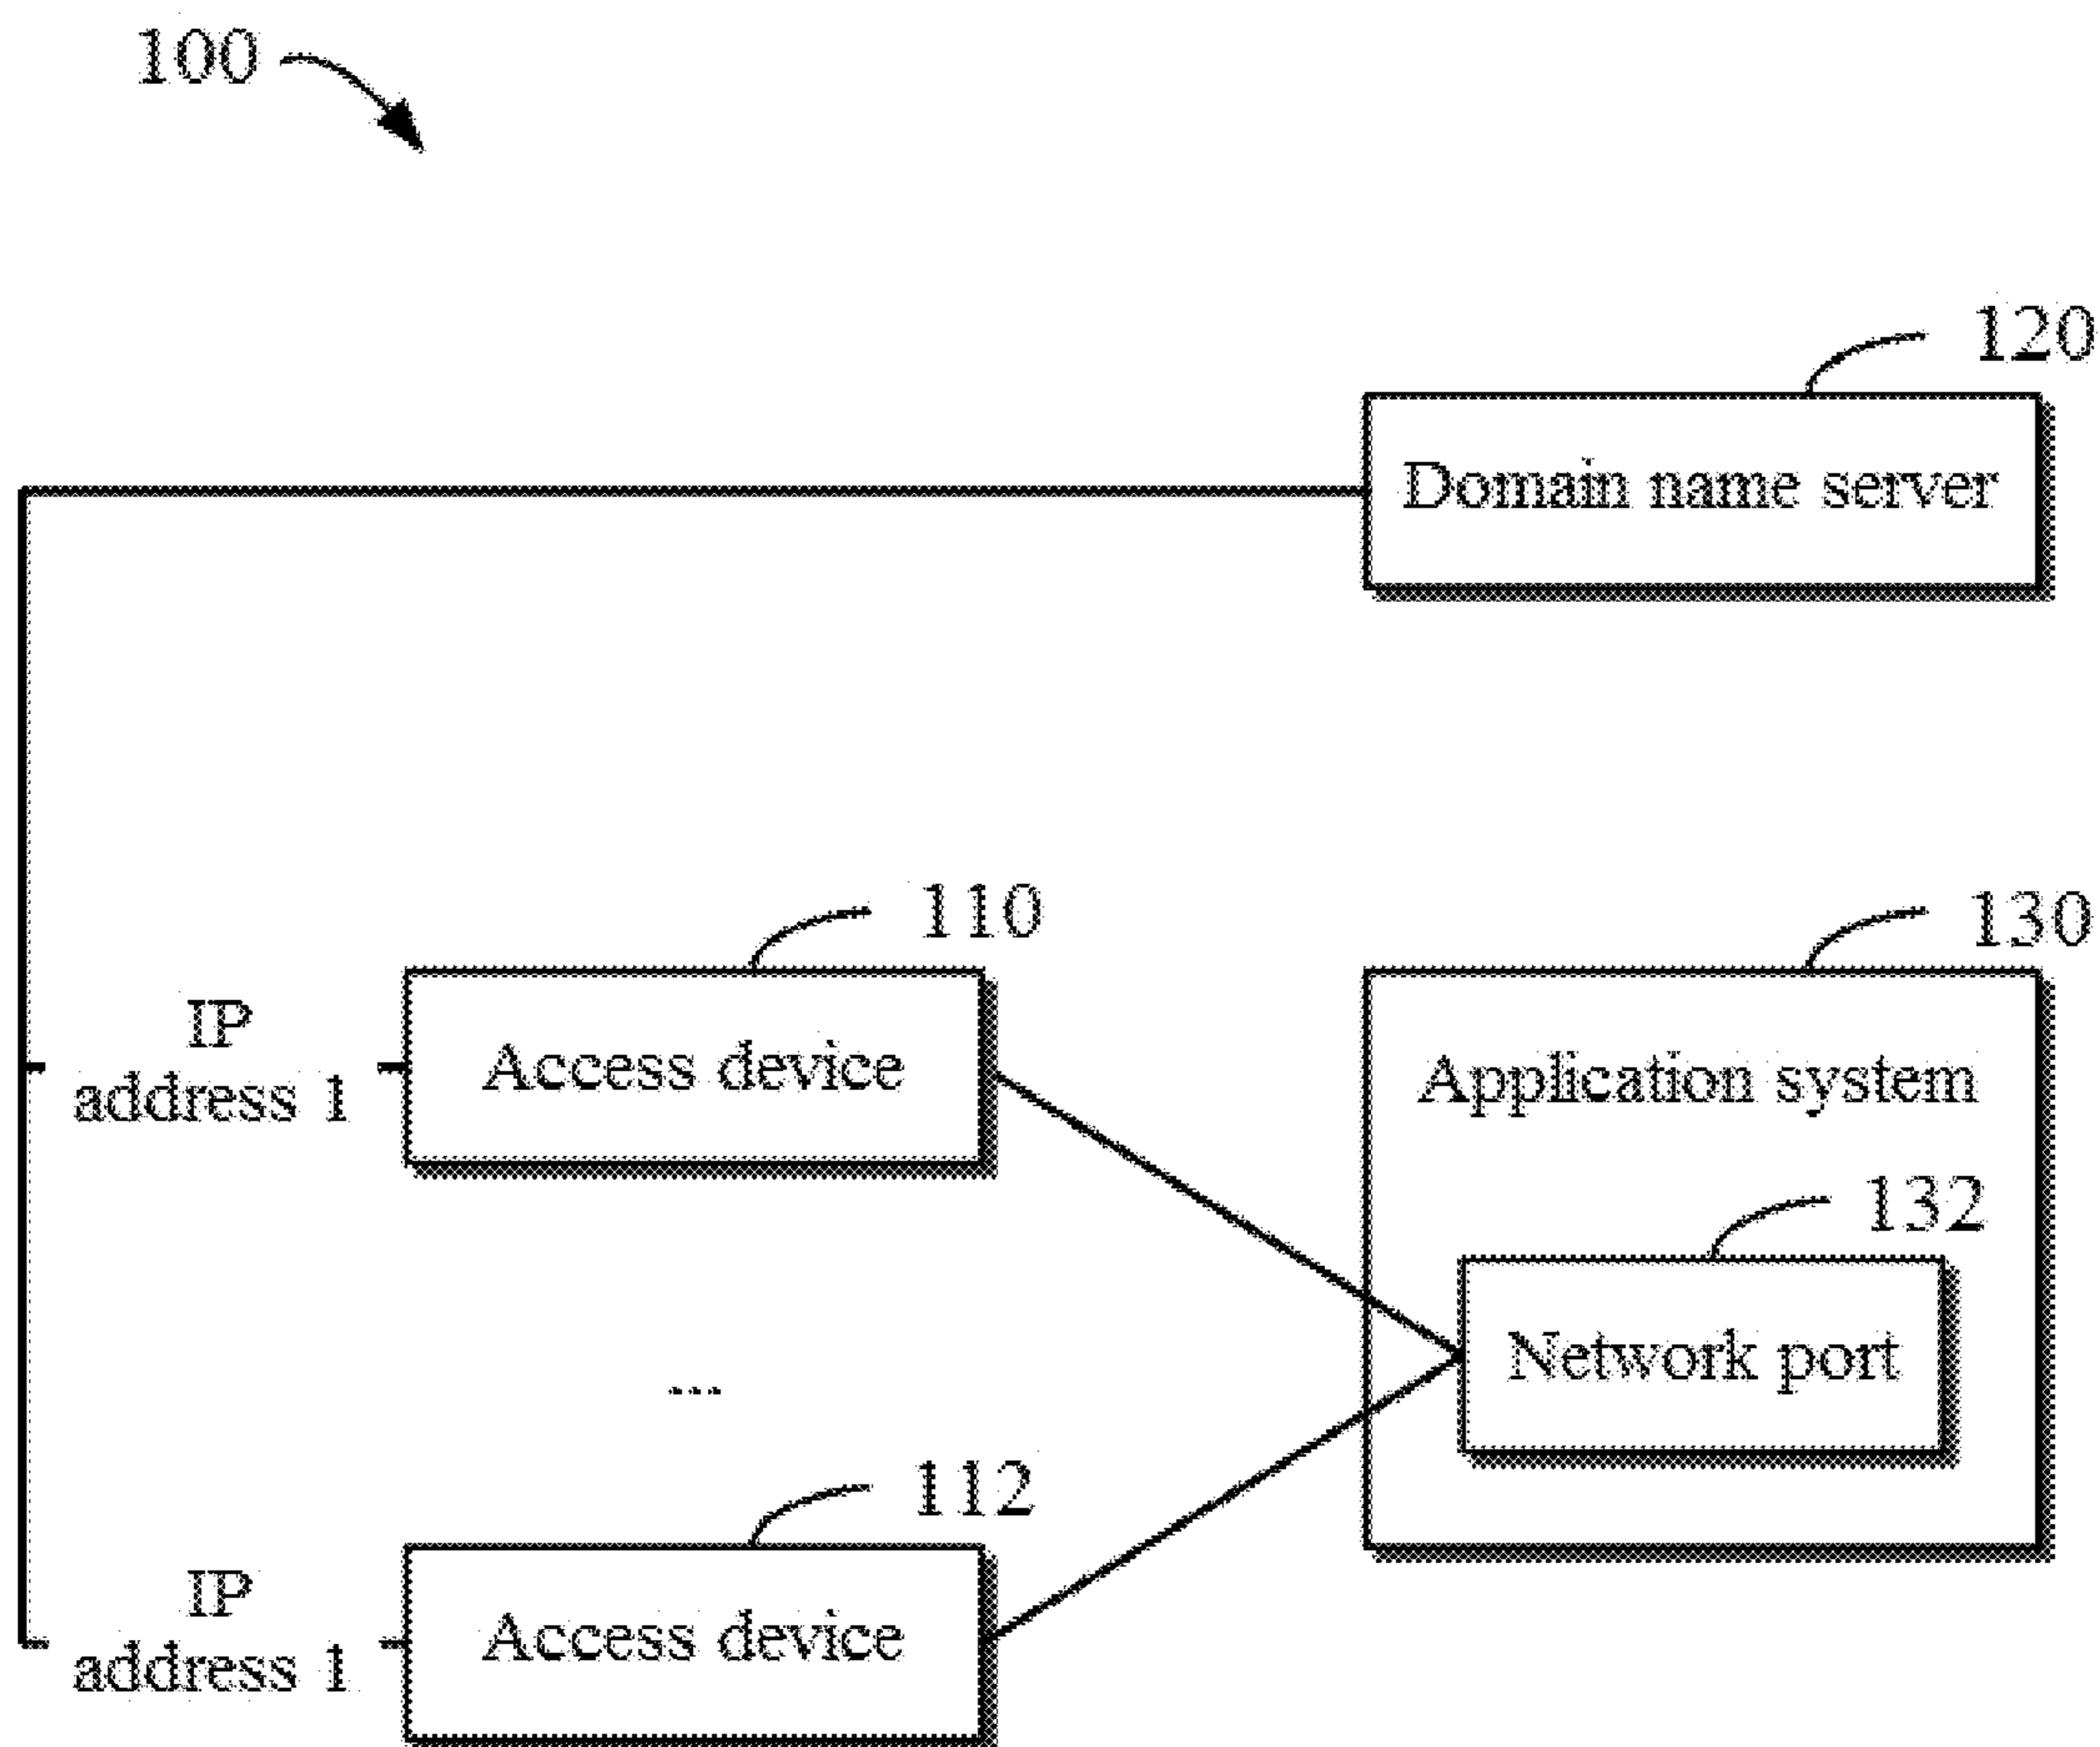 100
120
Domain name server
110
130
IP
address 1
Access device
Application system
132
Network port
...
112
IP
address 1
Access device